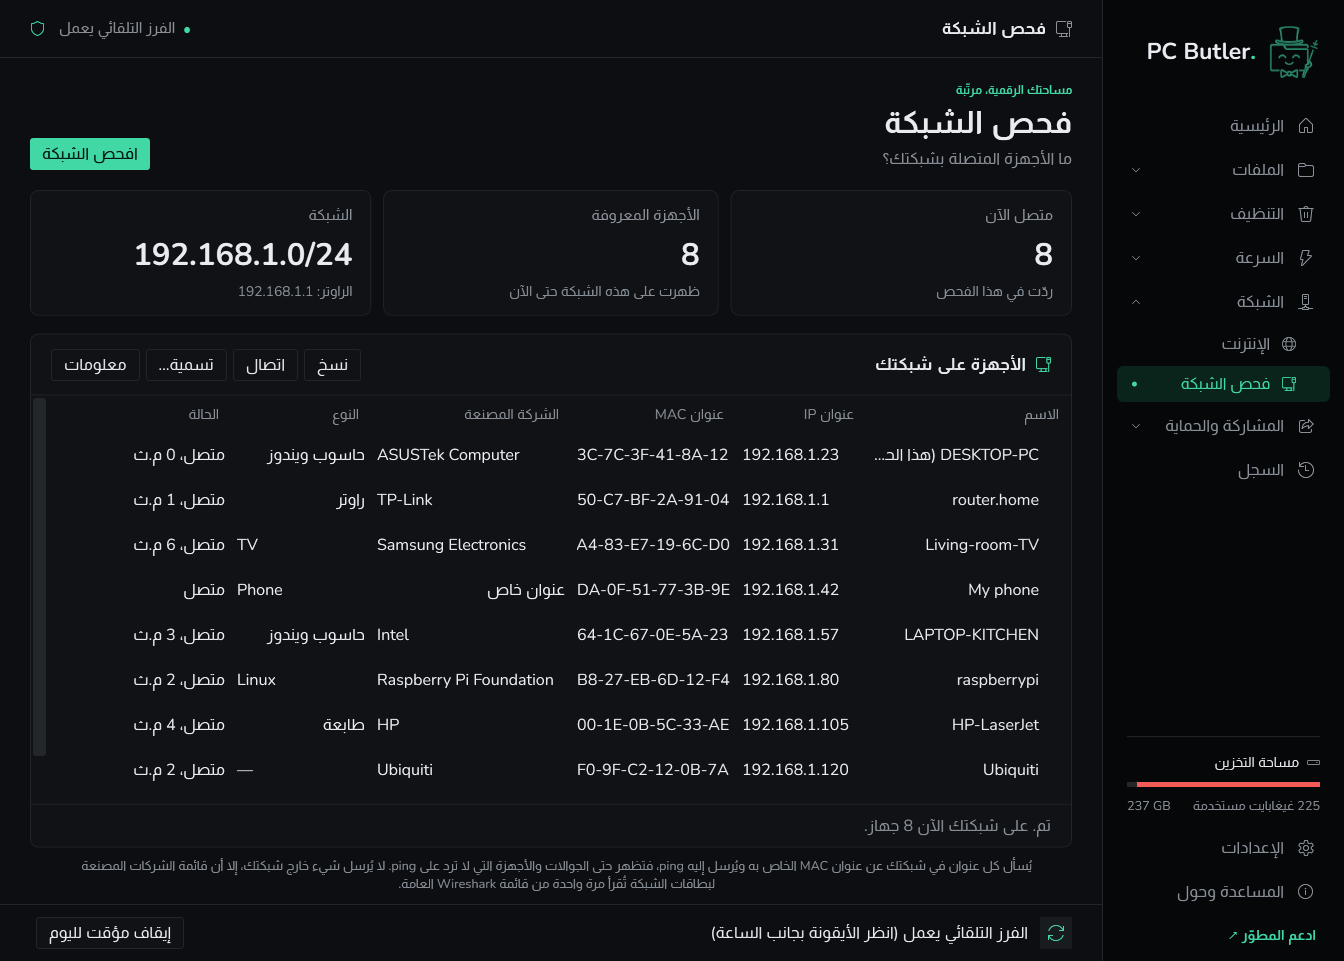 PC Butler.
الرئيسية
الملفات
التنظيف
السرعة
الشبكة
الإنترنت
فحص الشبكة
المشاركة والحماية
السجل
مساحة التخزين
225 غيغابايت مستخدمة 237 GB
الإعدادات
المساعدة وحول
ادعم المطوّر ↗
فحص الشبكة
الفرز التلقائي يعمل
مساحتك الرقمية، مرتّبة
فحص الشبكة
ما الأجهزة المتصلة بشبكتك؟
افحص الشبكة
متصل الآن
8
ردّت في هذا الفحص
الأجهزة المعروفة
8
ظهرت على هذه الشبكة حتى الآن
الشبكة
192.168.1.0/24
الراوتر: 192.168.1.1
الأجهزة على شبكتك
نسخ اتصال تسمية... معلومات
الاسم عنوان IP عنوان MAC الشركة المصنعة النوع الحالة
DESKTOP-PC (هذا الحـ... 192.168.1.23 3C-7C-3F-41-8A-12 ASUSTek Computer حاسوب ويندوز متصل، 0 م.ث
router.home 192.168.1.1 50-C7-BF-2A-91-04 TP-Link راوتر متصل، 1 م.ث
Living-room-TV 192.168.1.31 A4-83-E7-19-6C-D0 Samsung Electronics TV متصل، 6 م.ث
My phone 192.168.1.42 DA-0F-51-77-3B-9E عنوان خاص Phone متصل
LAPTOP-KITCHEN 192.168.1.57 64-1C-67-0E-5A-23 Intel حاسوب ويندوز متصل، 3 م.ث
raspberrypi 192.168.1.80 B8-27-EB-6D-12-F4 Raspberry Pi Foundation Linux متصل، 2 م.ث
HP-LaserJet 192.168.1.105 00-1E-0B-5C-33-AE HP طابعة متصل، 4 م.ث
Ubiquiti 192.168.1.120 F0-9F-C2-12-0B-7A Ubiquiti — متصل، 2 م.ث
تم. على شبكتك الآن 8 جهاز.
يُسأل كل عنوان في شبكتك عن عنوان MAC الخاص به ويُرسل إليه ping، فتظهر حتى الجوالات والأجهزة التي لا ترد على ping. لا يُرسل شيء خارج شبكتك، إلا أن قائمة الشركات المصنعة
لبطاقات الشبكة تُقرأ مرة واحدة من قائمة Wireshark العامة.
الفرز التلقائي يعمل (انظر الأيقونة بجانب الساعة)
إيقاف مؤقت لليوم